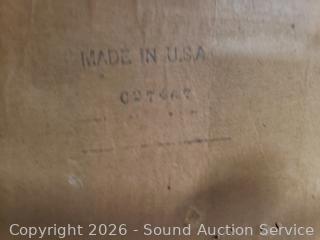 MADE IN U.S.A
Copyright 2026 - Sound Auction Service